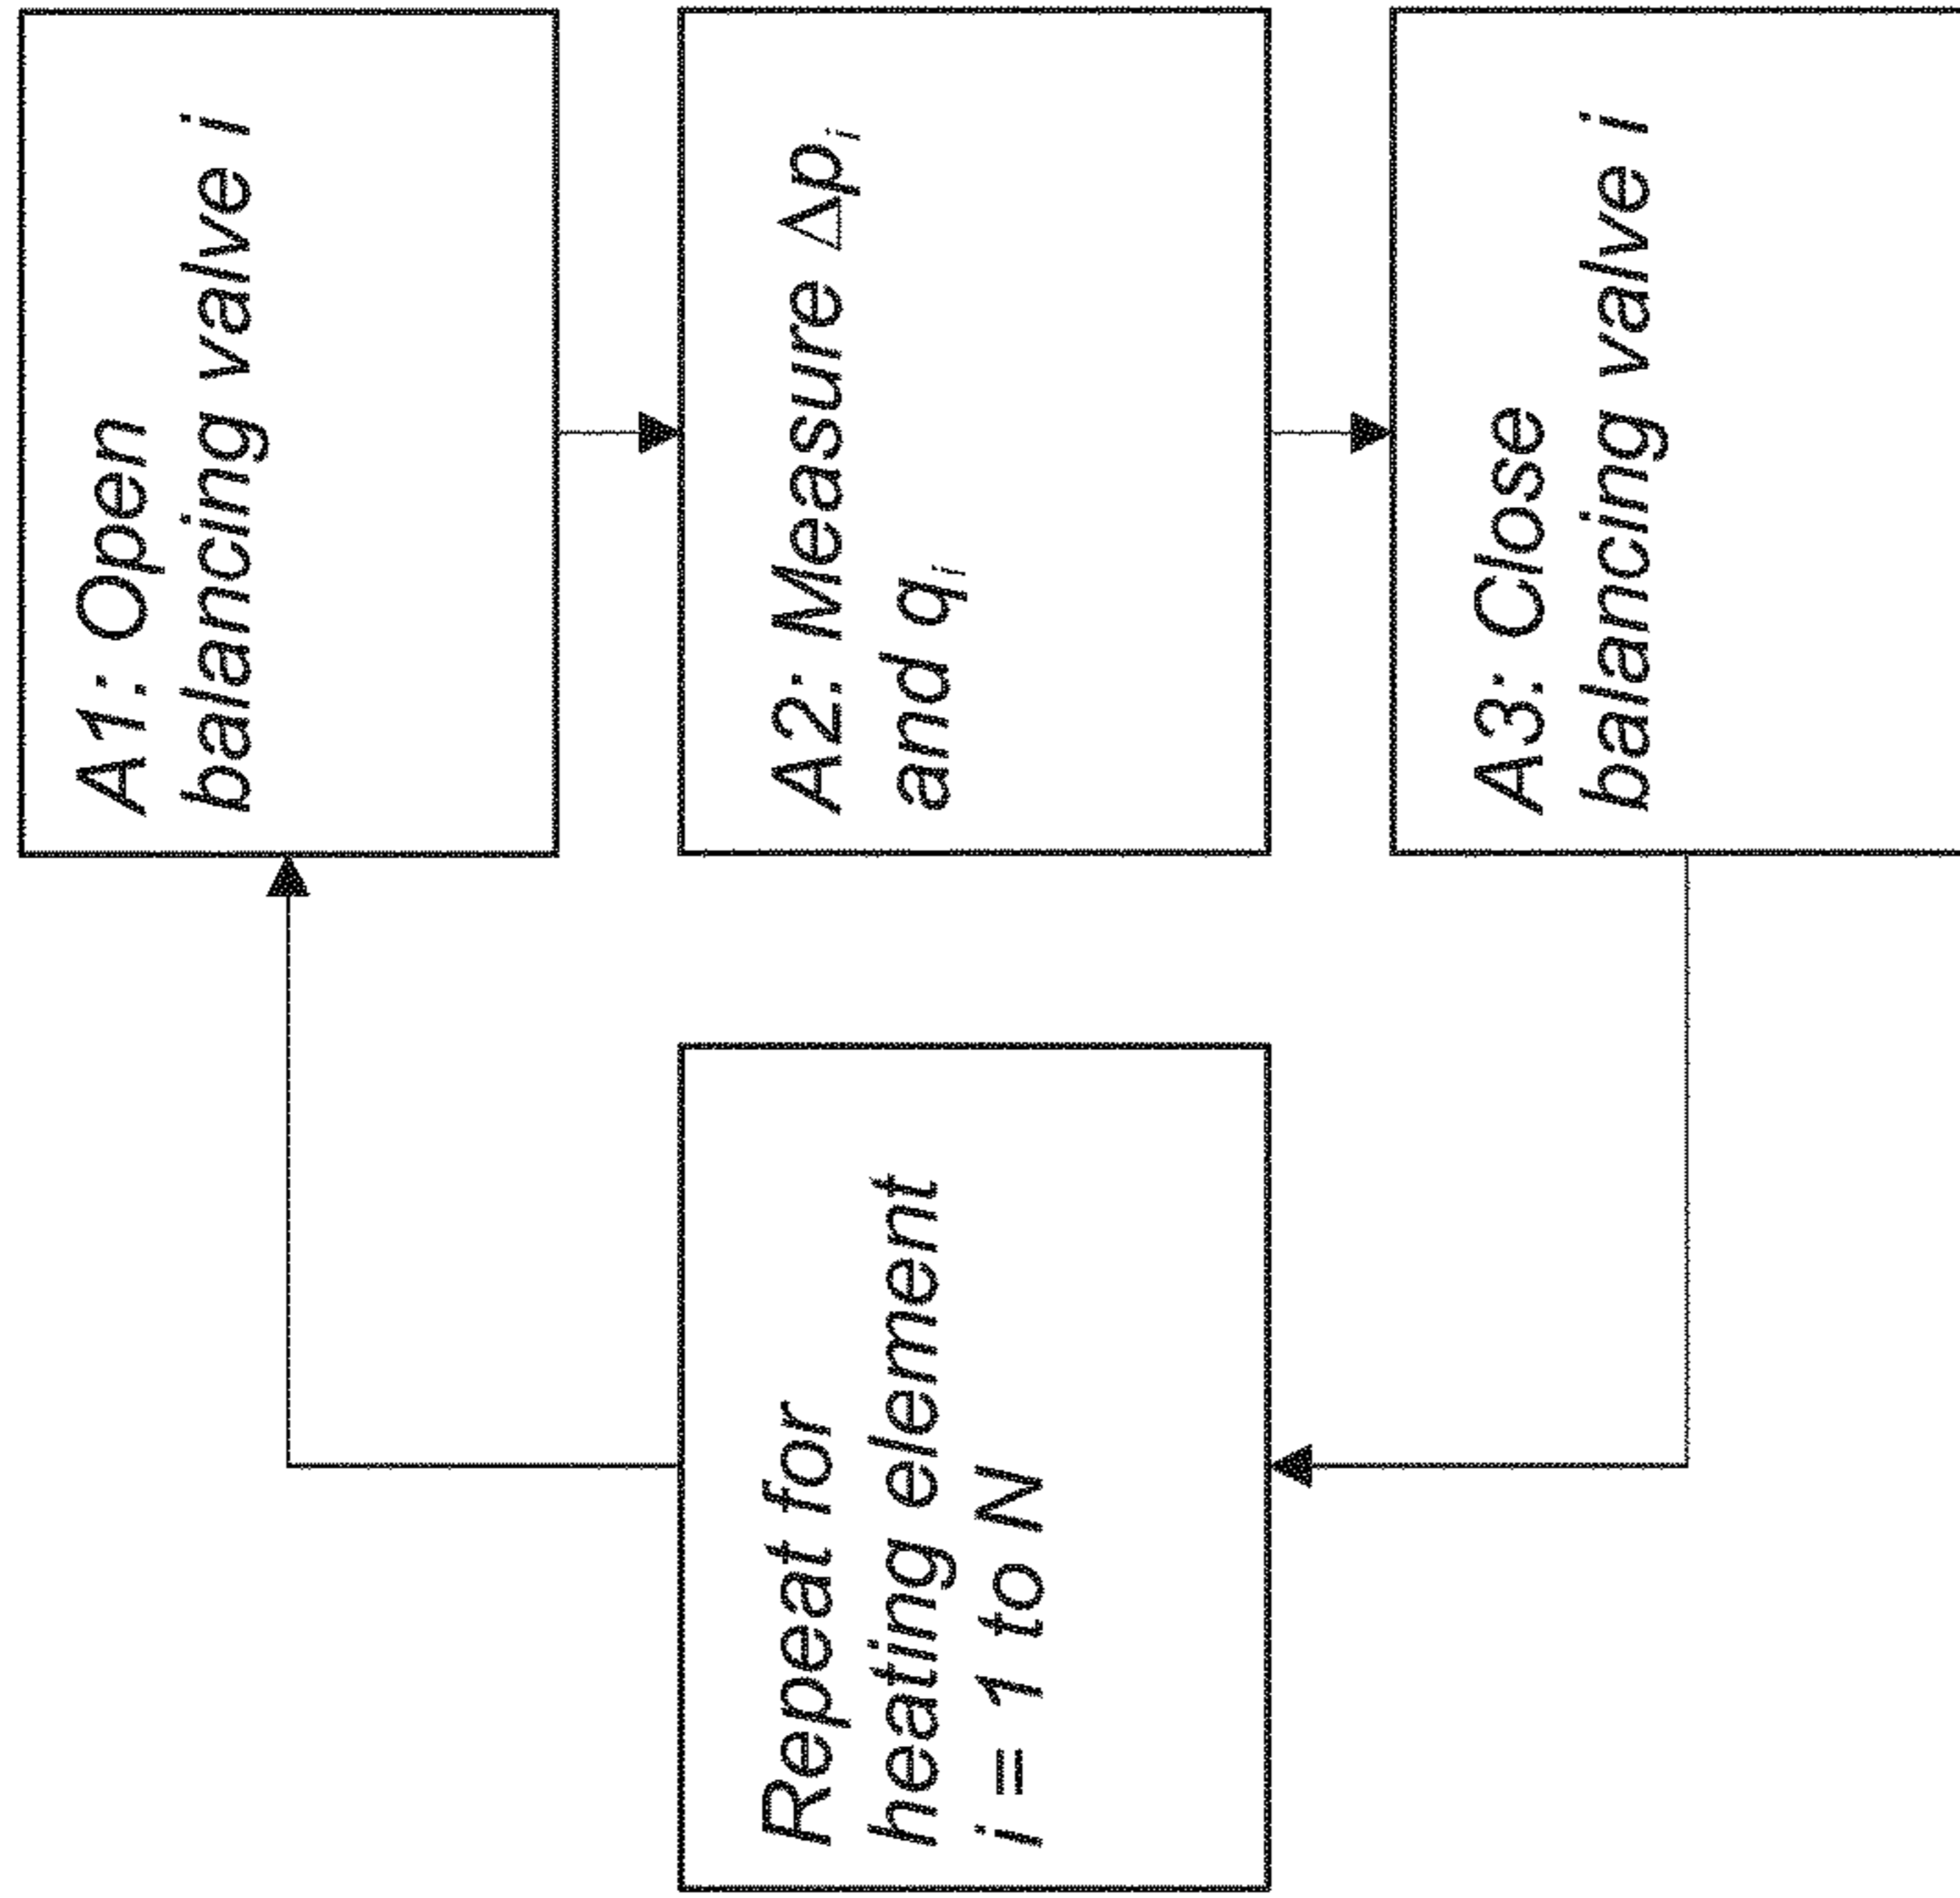 A1: Open
balancing valve i
A2: Measure Δpᵢ
and qᵢ
A3: Close
balancing valve i
Repeat for
heating element
i = 1 to N